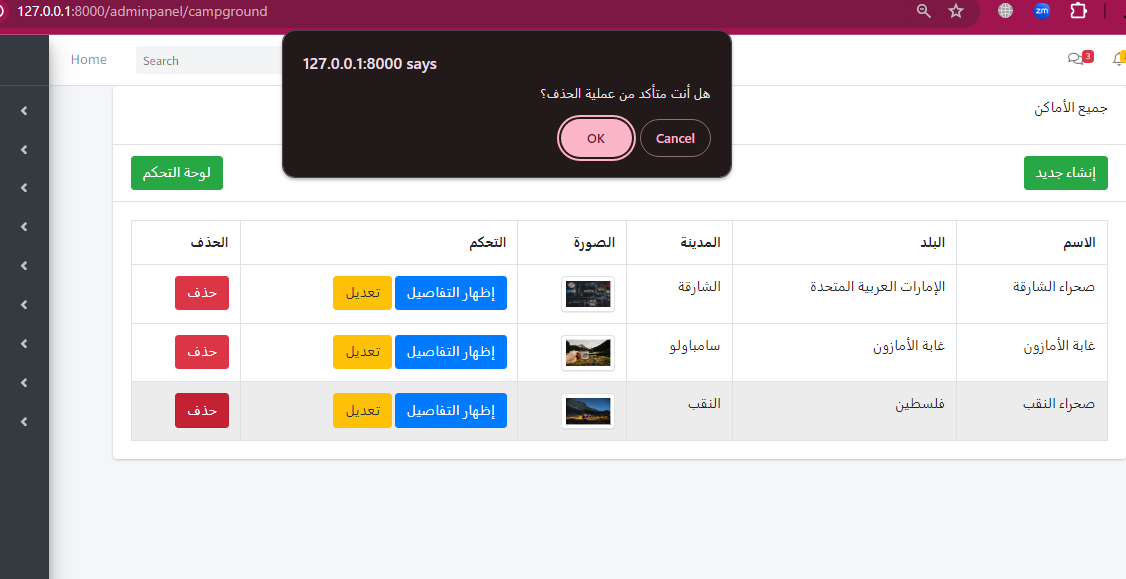 127.0.0.1:8000/adminpanel/campground
zm
Home
Search
3
127.0.0.1:8000 says
هل أنت متأكد من عملية الحذف؟
OK
Cancel
جميع الأماكن
إنشاء جديد
لوحة التحكم
الاسم البلد المدينة الصورة التحكم الحذف
صحراء الشارقة الإمارات العربية المتحدة الشارقة إظهار التفاصيل تعديل حذف
غابة الأمازون غابة الأمازون سامباولو إظهار التفاصيل تعديل حذف
صحراء النقب فلسطين النقب إظهار التفاصيل تعديل حذف